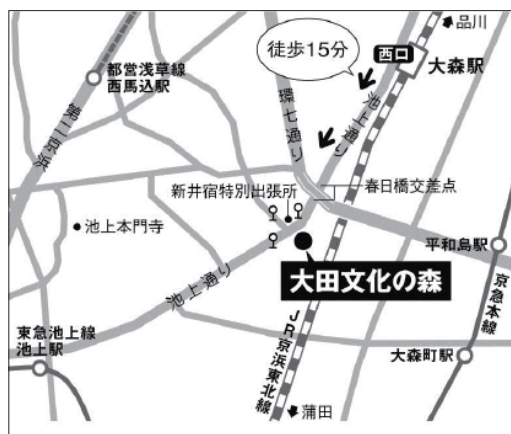 品川
徒歩15分
西口
大森駅
都営浅草線
西馬込駅
第二京浜
環七通り
池上通り
新井宿特別出張所
春日橋交差点
池上本門寺
平和島駅
大田文化の森
池上通り
京急本線
東急池上線
池上駅
JR京浜東北線
大森町駅
蒲田